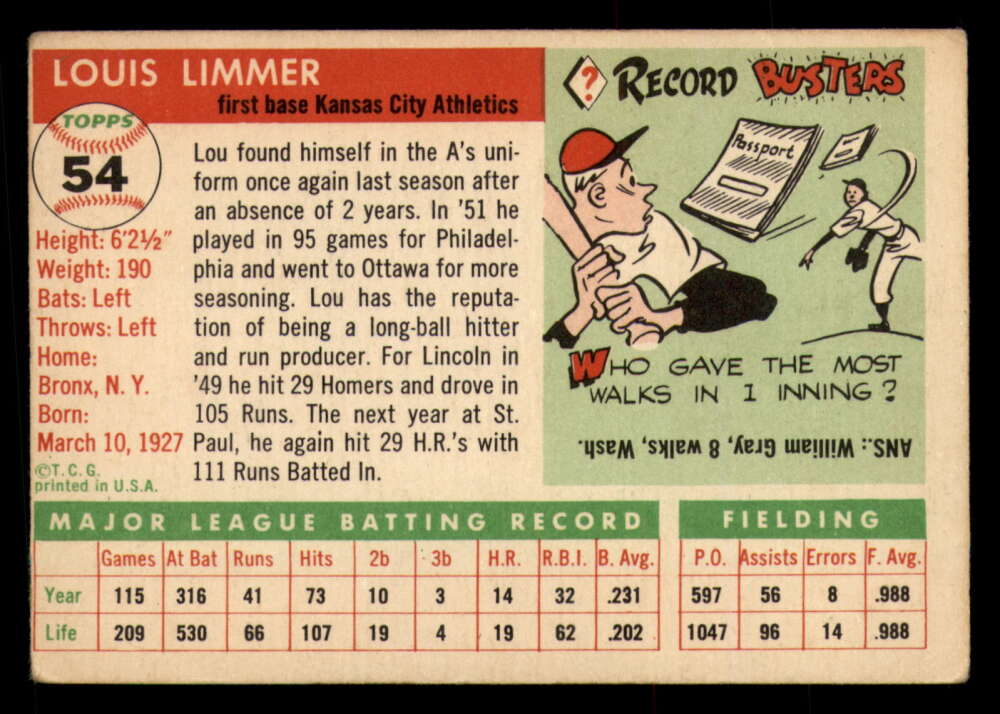 LOUIS LIMMER
first base Kansas City Athletics
TOPPS
54
Height: 6'2½"
Weight: 190
Bats: Left
Throws: Left
Home:
Bronx, N. Y.
Born:
March 10, 1927
©T. C. G.
printed in U.S.A.
Lou found himself in the A's uni-
form once again last season after
an absence of 2 years. In '51 he
played in 95 games for Philadel-
phia and went to Ottawa for more
seasoning. Lou has the reputa-
tion of being a long-ball hitter
and run producer. For Lincoln in
'49 he hit 29 Homers and drove in
105 Runs. The next year at St.
Paul, he again hit 29 H.R.'s with
111 Runs Batted In.
? RECORD BUSTERS
Passport
WHO GAVE THE MOST
WALKS IN 1 INNING?
ANS.: William Gray, 8 walks, Wash.
MAJOR LEAGUE BATTING RECORD
Games At Bat Runs Hits 2b 3b H.R. R.B.I. B. Avg.
Year 115 316 41 73 10 3 14 32 .231
Life 209 530 66 107 19 4 19 62 .202
FIELDING
P.O. Assists Errors F. Avg.
597 56 8 .988
1047 96 14 .988